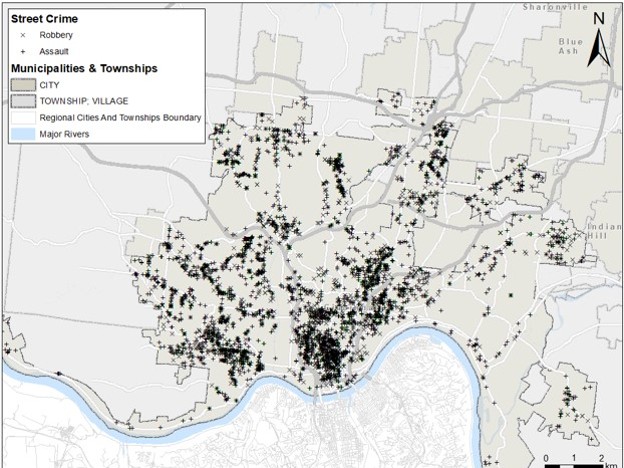 Street Crime
× Robbery
+ Assault
Municipalities & Townships
CITY
TOWNSHIP; VILLAGE
Regional Cities And Townships Boundary
Major Rivers
Sharonville
Blue
Ash
N
Indian
Hill
0 1 2
km